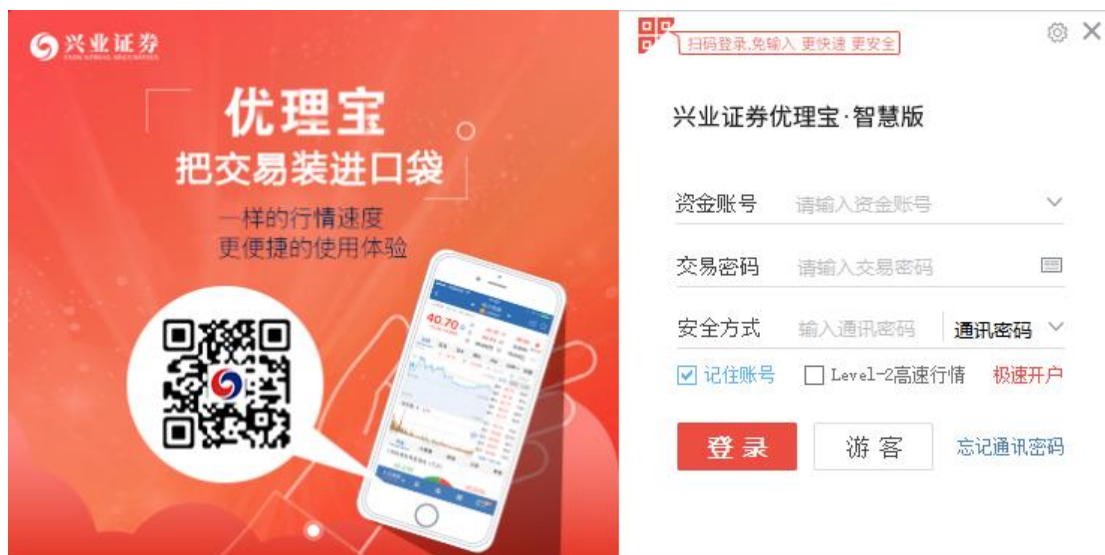 兴业证券
优理宝
把交易装进口袋
一样的行情速度
更便捷的使用体验
40.70
扫码登录,免输入 更快速 更安全
兴业证券优理宝·智慧版
资金账号 请输入资金账号
交易密码 请输入交易密码
安全方式 输入通讯密码 通讯密码
记住账号 Level-2高速行情 极速开户
登录 游客 忘记通讯密码